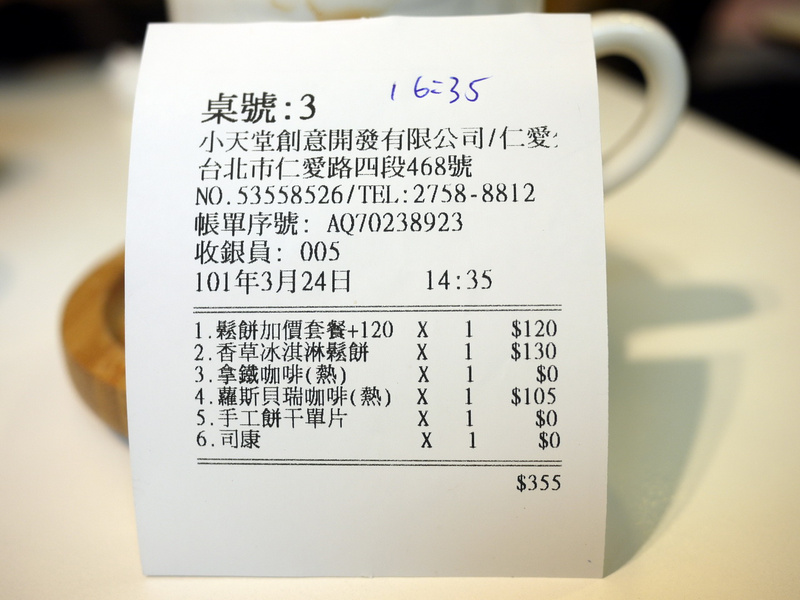 16:35
桌號:3
小天堂創意開發有限公司/仁愛
台北市仁愛路四段468號
NO.53558526/TEL:2758-8812
帳單序號: AQ70238923
收銀員: 005
101年3月24日 14:35
1.鬆餅加價套餐+120 X 1 $120
2.香草冰淇淋鬆餅 X 1 $130
3.拿鐵咖啡(熱) X 1 $0
4.蘿斯貝瑞咖啡(熱) X 1 $105
5.手工餅干單片 X 1 $0
6.司康 X 1 $0
$355